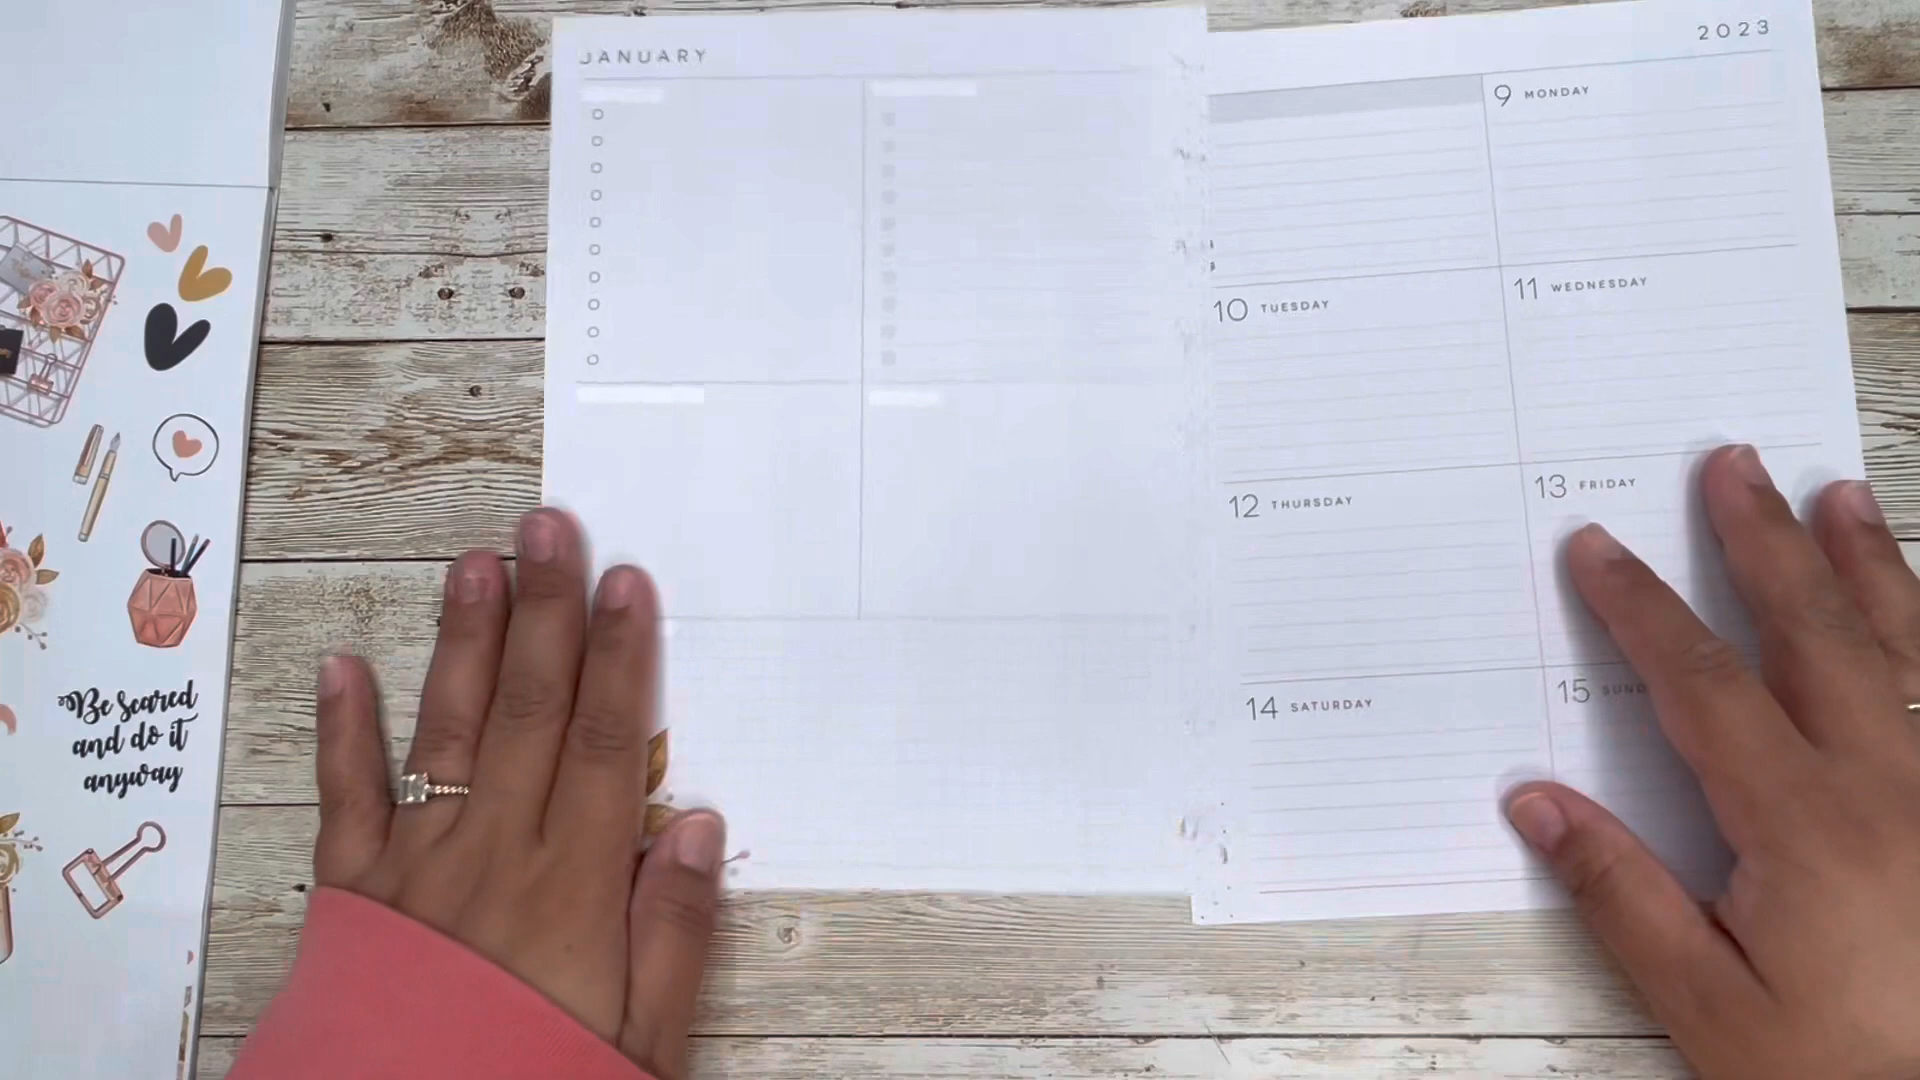 JANUARY
2023
9 MONDAY
10 TUESDAY
11 WEDNESDAY
12 THURSDAY
13 FRIDAY
14 SATURDAY
15 SUND
Be scared
and do it
anyway